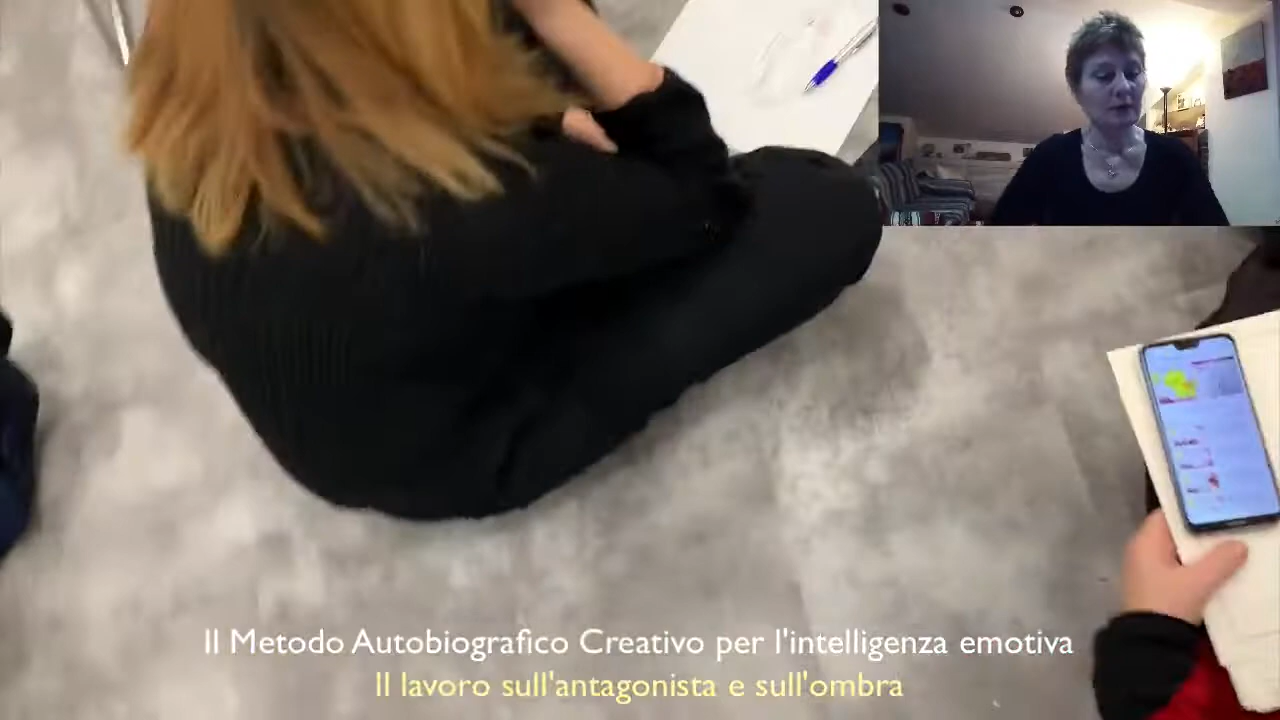 Il Metodo Autobiografico Creativo per l'intelligenza emotiva
Il lavoro sull'antagonista e sull'ombra